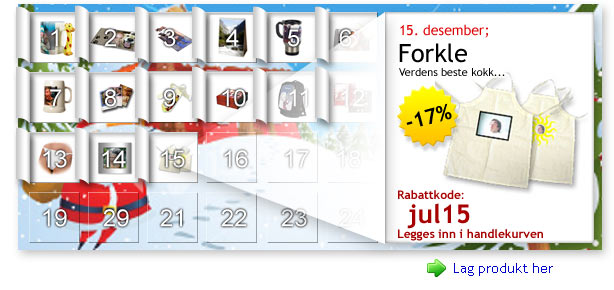 1 2 3 4 5 6
7 8 9 10 11 12
13 14 15 16 17 18
19 29 21 22 23 24
15. desember;
Forkle
Verdens beste kokk...
-17%
Rabattkode:
jul15
Legges inn i handlekurven
Lag produkt her